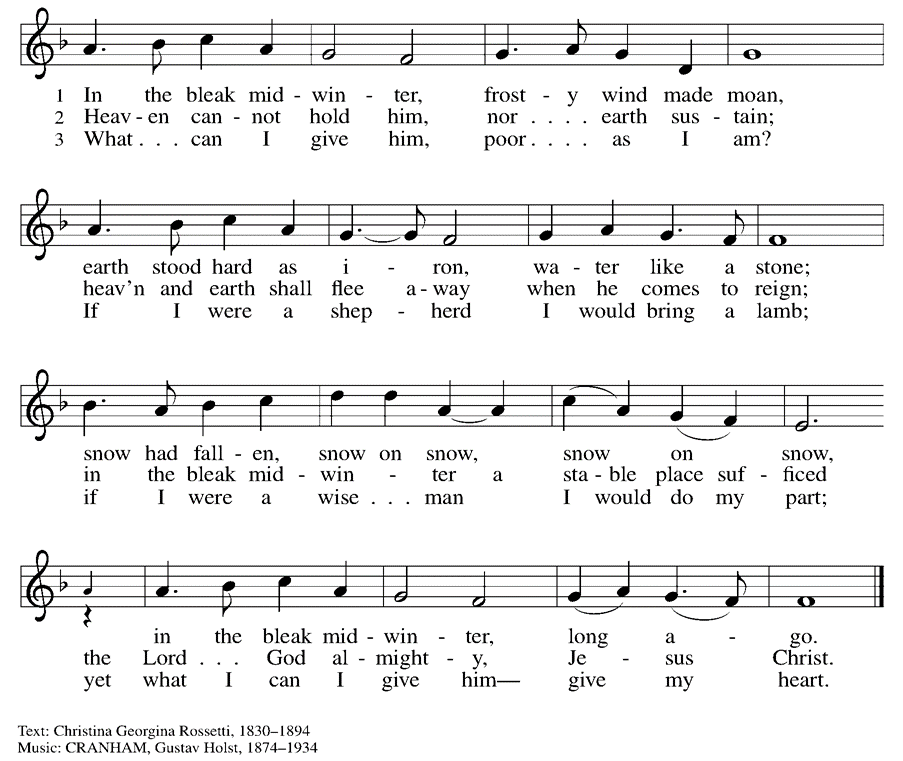 1 In the bleak mid - win - ter, frost - y wind made moan,
2 Heav - en can - not hold him, nor . . . . earth sus - tain;
3 What . . . can I give him, poor . . . . as I am?
earth stood hard as i - ron, wa - ter like a stone;
heav'n and earth shall flee a - way when he comes to reign;
If I were a shep - herd I would bring a lamb;
snow had fall - en, snow on snow, snow on snow,
in the bleak mid - win - ter a sta - ble place suf - ficed
if I were a wise . . . man I would do my part;
in the bleak mid - win - ter, long a - go.
the Lord . . . God al - might - y, Je - sus Christ.
yet what I can I give him— give my heart.
Text: Christina Georgina Rossetti, 1830–1894
Music: CRANHAM, Gustav Holst, 1874–1934